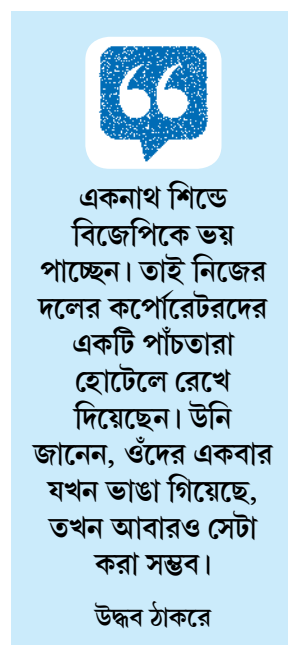 একনাথ শিন্ডে
বিজেপিকে ভয়
পাচ্ছেন। তাই নিজের
দলের কর্পোরেটরদের
একটি পাঁচতারা
হোটেলে রেখে
দিয়েছেন। উনি
জানেন, ওঁদের একবার
যখন ভাঙা গিয়েছে,
তখন আবারও সেটা
করা সম্ভব।
উদ্ধব ঠাকরে